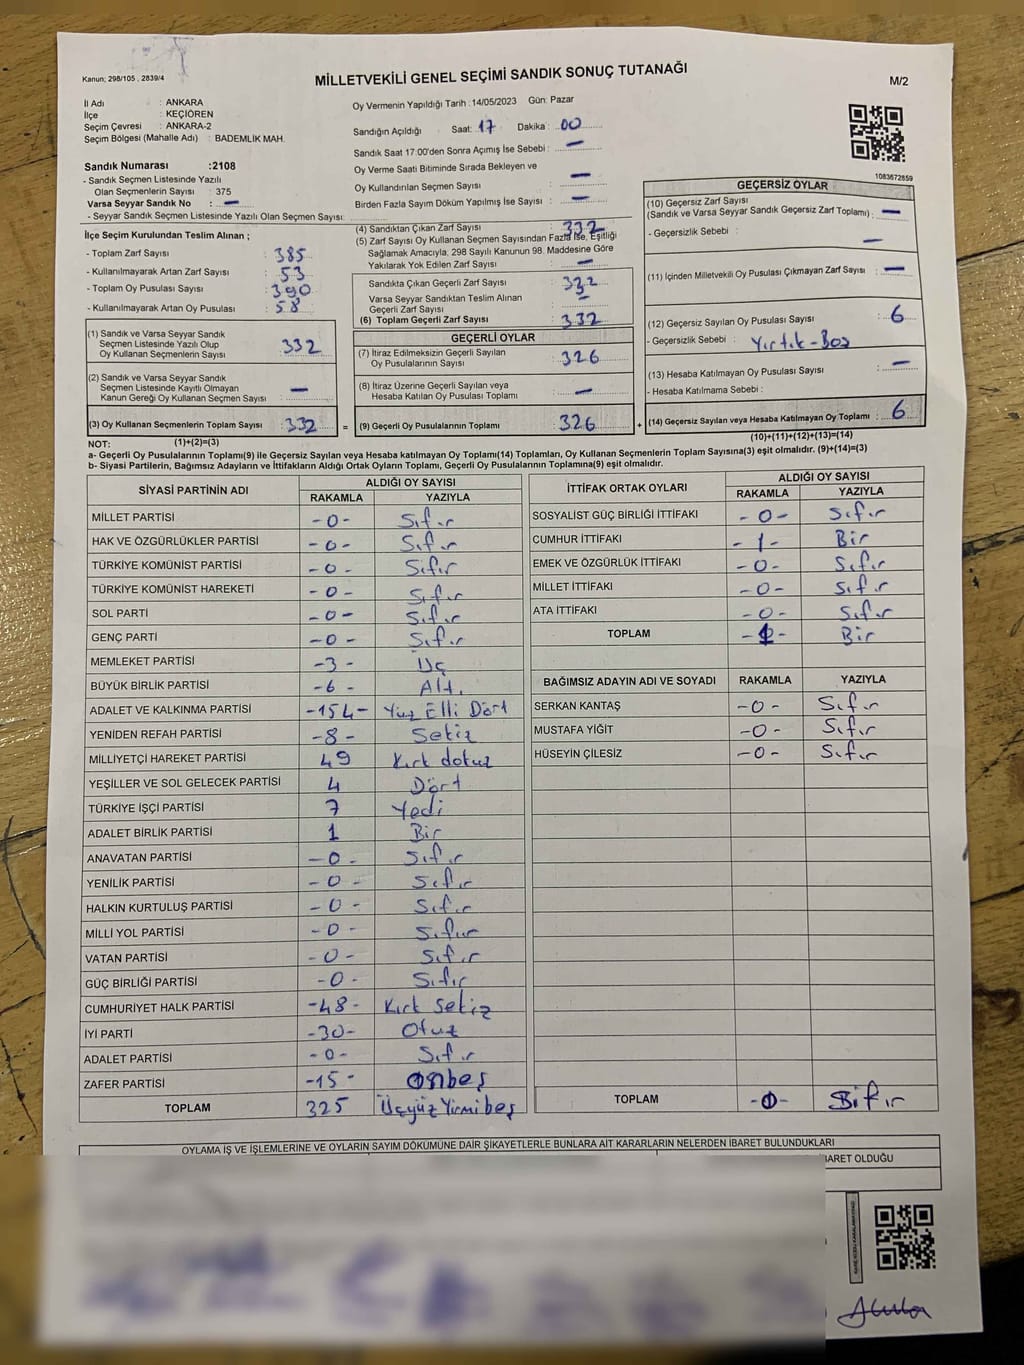 Kanun; 298/105 , 2839/4
MİLLETVEKİLİ GENEL SEÇİMİ SANDIK SONUÇ TUTANAĞI
M/2
İl Adı : ANKARA
İlçe : KEÇİÖREN
Seçim Çevresi : ANKARA-2
Seçim Bölgesi (Mahalle Adı) : BADEMLİK MAH.
Sandık Numarası :2108
- Sandık Seçmen Listesinde Yazılı
Olan Seçmenlerin Sayısı : 375
Varsa Seyyar Sandık No : -
- Seyyar Sandık Seçmen Listesinde Yazılı Olan Seçmen Sayısı:
Oy Vermenin Yapıldığı Tarih :14/05/2023 Gün: Pazar
Sandığın Açıldığı Saat: 17 Dakika : 00
Sandık Saat 17:00'den Sonra Açımış İse Sebebi : -
Oy Verme Saati Bitiminde Sırada Bekleyen ve
Oy Kullandırılan Seçmen Sayısı -
Birden Fazla Sayım Döküm Yapılmış İse Sayısı : -
1083672859
İlçe Seçim Kurulundan Teslim Alınan ;
- Toplam Zarf Sayısı : 385
- Kullanılmayarak Artan Zarf Sayısı : 53
- Toplam Oy Pusulası Sayısı : 390
- Kullanılmayarak Artan Oy Pusulası : 58
(1) Sandık ve Varsa Seyyar Sandık
Seçmen Listesinde Yazılı Olup
Oy Kullanan Seçmenlerin Sayısı : 332
(2) Sandık ve Varsa Seyyar Sandık
Seçmen Listesinde Kayıtlı Olmayan
Kanun Gereği Oy Kullanan Seçmen Sayısı : -
(3) Oy Kullanan Seçmenlerin Toplam Sayısı : 332
(4) Sandıktan Çıkan Zarf Sayısı : 332
(5) Zarf Sayısı Oy Kullanan Seçmen Sayısından Fazla İse, Eşitliği
Sağlamak Amacıyla, 298 Sayılı Kanunun 98. Maddesine Göre
Yakılarak Yok Edilen Zarf Sayısı : -
Sandıkta Çıkan Geçerli Zarf Sayısı : 332
Varsa Seyyar Sandıktan Teslim Alınan
Geçerli Zarf Sayısı : -
(6) Toplam Geçerli Zarf Sayısı : 332
GEÇERLİ OYLAR
(7) İtiraz Edilmeksizin Geçerli Sayılan
Oy Pusulalarının Sayısı : 326
(8) İtiraz Üzerine Geçerli Sayılan veya
Hesaba Katılan Oy Pusulası Toplamı : -
= (9) Geçerli Oy Pusulalarının Toplamı : 326
GEÇERSİZ OYLAR
(10) Geçersiz Zarf Sayısı
(Sandık ve Varsa Seyyar Sandık Geçersiz Zarf Toplamı) : -
- Geçersizlik Sebebi : -
(11) İçinden Milletvekili Oy Pusulası Çıkmayan Zarf Sayısı : -
(12) Geçersiz Sayılan Oy Pusulası Sayısı : 6
- Geçersizlik Sebebi : Yırtık-Boş
(13) Hesaba Katılmayan Oy Pusulası Sayısı : -
- Hesaba Katılmama Sebebi :
+ (14) Geçersiz Sayılan veya Hesaba Katılmayan Oy Toplamı : 6
NOT: (1)+(2)=(3)
(10)+(11)+(12)+(13)=(14)
a- Geçerli Oy Pusulalarının Toplamı(9) ile Geçersiz Sayılan veya Hesaba katılmayan Oy Toplamı(14) Toplamları, Oy Kullanan Seçmenlerin Toplam Sayısına(3) eşit olmalıdır. (9)+(14)=(3)
b- Siyasi Partilerin, Bağımsız Adayların ve İttifakların Aldığı Ortak Oyların Toplamı, Geçerli Oy Pusulalarının Toplamına(9) eşit olmalıdır.
SİYASİ PARTİNİN ADI ALDIĞI OY SAYISI
RAKAMLA YAZIYLA
MİLLET PARTİSİ -0- Sıfır
HAK VE ÖZGÜRLÜKLER PARTİSİ -0- Sıfır
TÜRKİYE KOMÜNİST PARTİSİ -0- Sıfır
TÜRKİYE KOMÜNİST HAREKETİ -0- Sıfır
SOL PARTİ -0- Sıfır
GENÇ PARTİ -0- Sıfır
MEMLEKET PARTİSİ -3- Üç
BÜYÜK BİRLİK PARTİSİ -6- Altı
ADALET VE KALKINMA PARTİSİ -154- Yüz Elli Dört
YENİDEN REFAH PARTİSİ -8- Sekiz
MİLLİYETÇİ HAREKET PARTİSİ 49 Kırk dokuz
YEŞİLLER VE SOL GELECEK PARTİSİ 4 Dört
TÜRKİYE İŞÇİ PARTİSİ 7 Yedi
ADALET BİRLİK PARTİSİ 1 Bir
ANAVATAN PARTİSİ -0- Sıfır
YENİLİK PARTİSİ -0- Sıfır
HALKIN KURTULUŞ PARTİSİ -0- Sıfır
MİLLİ YOL PARTİSİ -0- Sıfır
VATAN PARTİSİ -0- Sıfır
GÜÇ BİRLİĞİ PARTİSİ -0- Sıfır
CUMHURİYET HALK PARTİSİ -48- Kırk Sekiz
İYİ PARTİ -30- Otuz
ADALET PARTİSİ -0- Sıfır
ZAFER PARTİSİ -15- Onbeş
TOPLAM 325 Üçyüz Yirmi beş
İTTİFAK ORTAK OYLARI ALDIĞI OY SAYISI
RAKAMLA YAZIYLA
SOSYALİST GÜÇ BİRLİĞİ İTTİFAKI -0- Sıfır
CUMHUR İTTİFAKI -1- Bir
EMEK VE ÖZGÜRLÜK İTTİFAKI -0- Sıfır
MİLLET İTTİFAKI -0- Sıfır
ATA İTTİFAKI -0- Sıfır
TOPLAM -1- Bir
BAĞIMSIZ ADAYIN ADI VE SOYADI RAKAMLA YAZIYLA
SERKAN KANTAŞ -0- Sıfır
MUSTAFA YİĞİT -0- Sıfır
HÜSEYİN ÇİLESİZ -0- Sıfır
TOPLAM -0- Sıfır
OYLAMA İŞ VE İŞLEMLERİNE VE OYLARIN SAYIM DÖKÜMÜNE DAİR ŞİKAYETLERLE BUNLARA AİT KARARLARIN NELERDEN İBARET BULUNDUKLARI
İBARET OLDUĞU